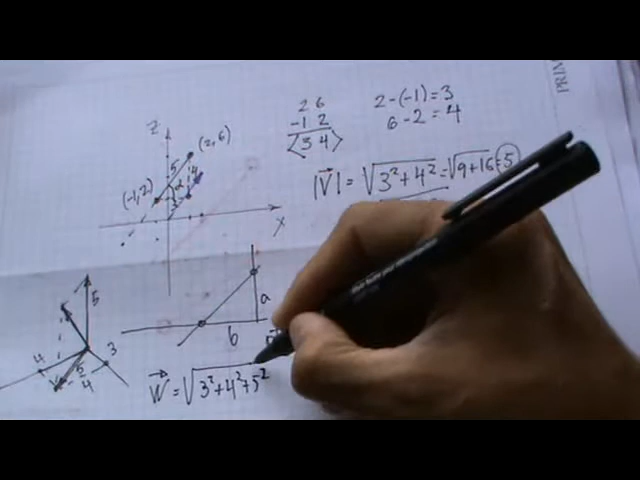 2 6
-1 2
⟨3 4⟩
2-(-1)=3
6-2=4
|V⃗|=√3²+4²=√9+16=5
Z
(2,6)
5
4
(-1,2)
2
3
X
5
4
3
5
4
a
b
W⃗=√3²+4²+5²